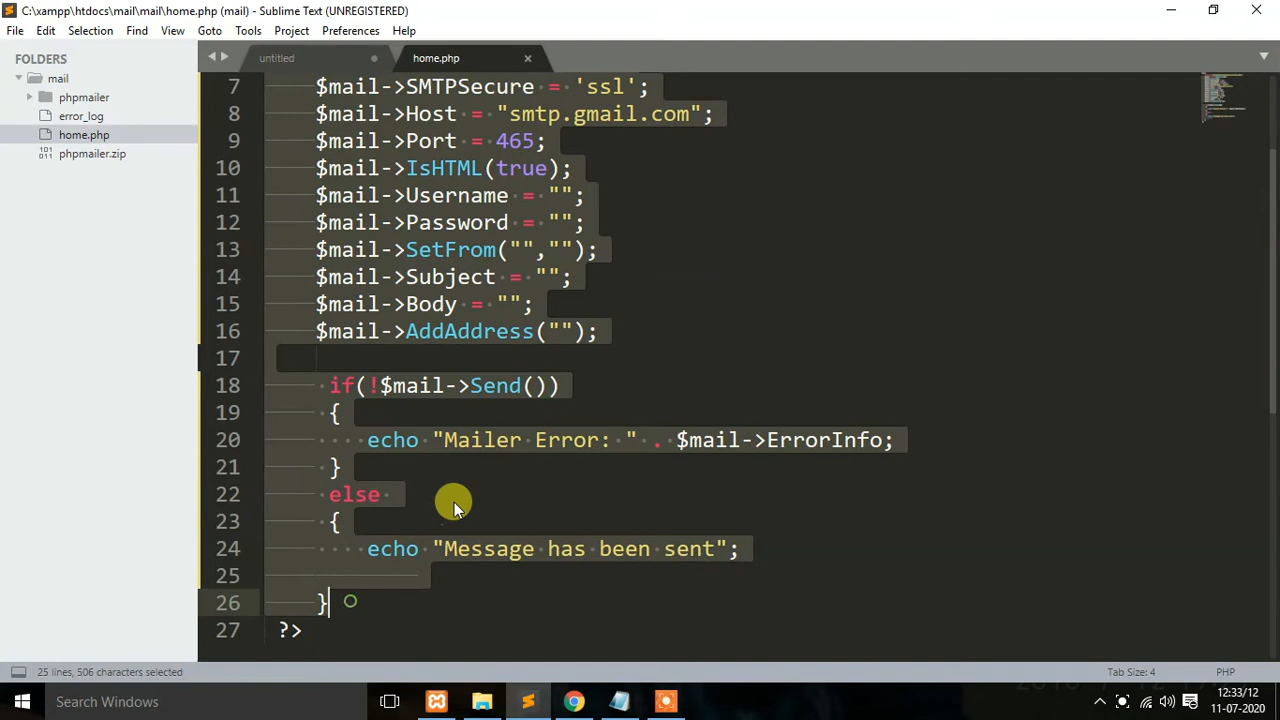 C:\xampp\htdocs\mail\mail\home.php (mail) - Sublime Text (UNREGISTERED)
File Edit Selection Find View Goto Tools Project Preferences Help
FOLDERS
mail
phpmailer
error_log
home.php
phpmailer.zip
untitled
home.php
7 $mail->SMTPSecure = 'ssl';
8 $mail->Host = "smtp.gmail.com";
9 $mail->Port = 465;
10 $mail->IsHTML(true);
11 $mail->Username = "";
12 $mail->Password = "";
13 $mail->SetFrom("","");
14 $mail->Subject = "";
15 $mail->Body = "";
16 $mail->AddAddress("");
17
18 if(!$mail->Send())
19 {
20 echo "Mailer Error: " . $mail->ErrorInfo;
21 }
22 else
23 {
24 echo "Message has been sent";
25
26 }
27 ?>
25 lines, 506 characters selected
Tab Size: 4
PHP
Search Windows
12:33/12
11-07-2020